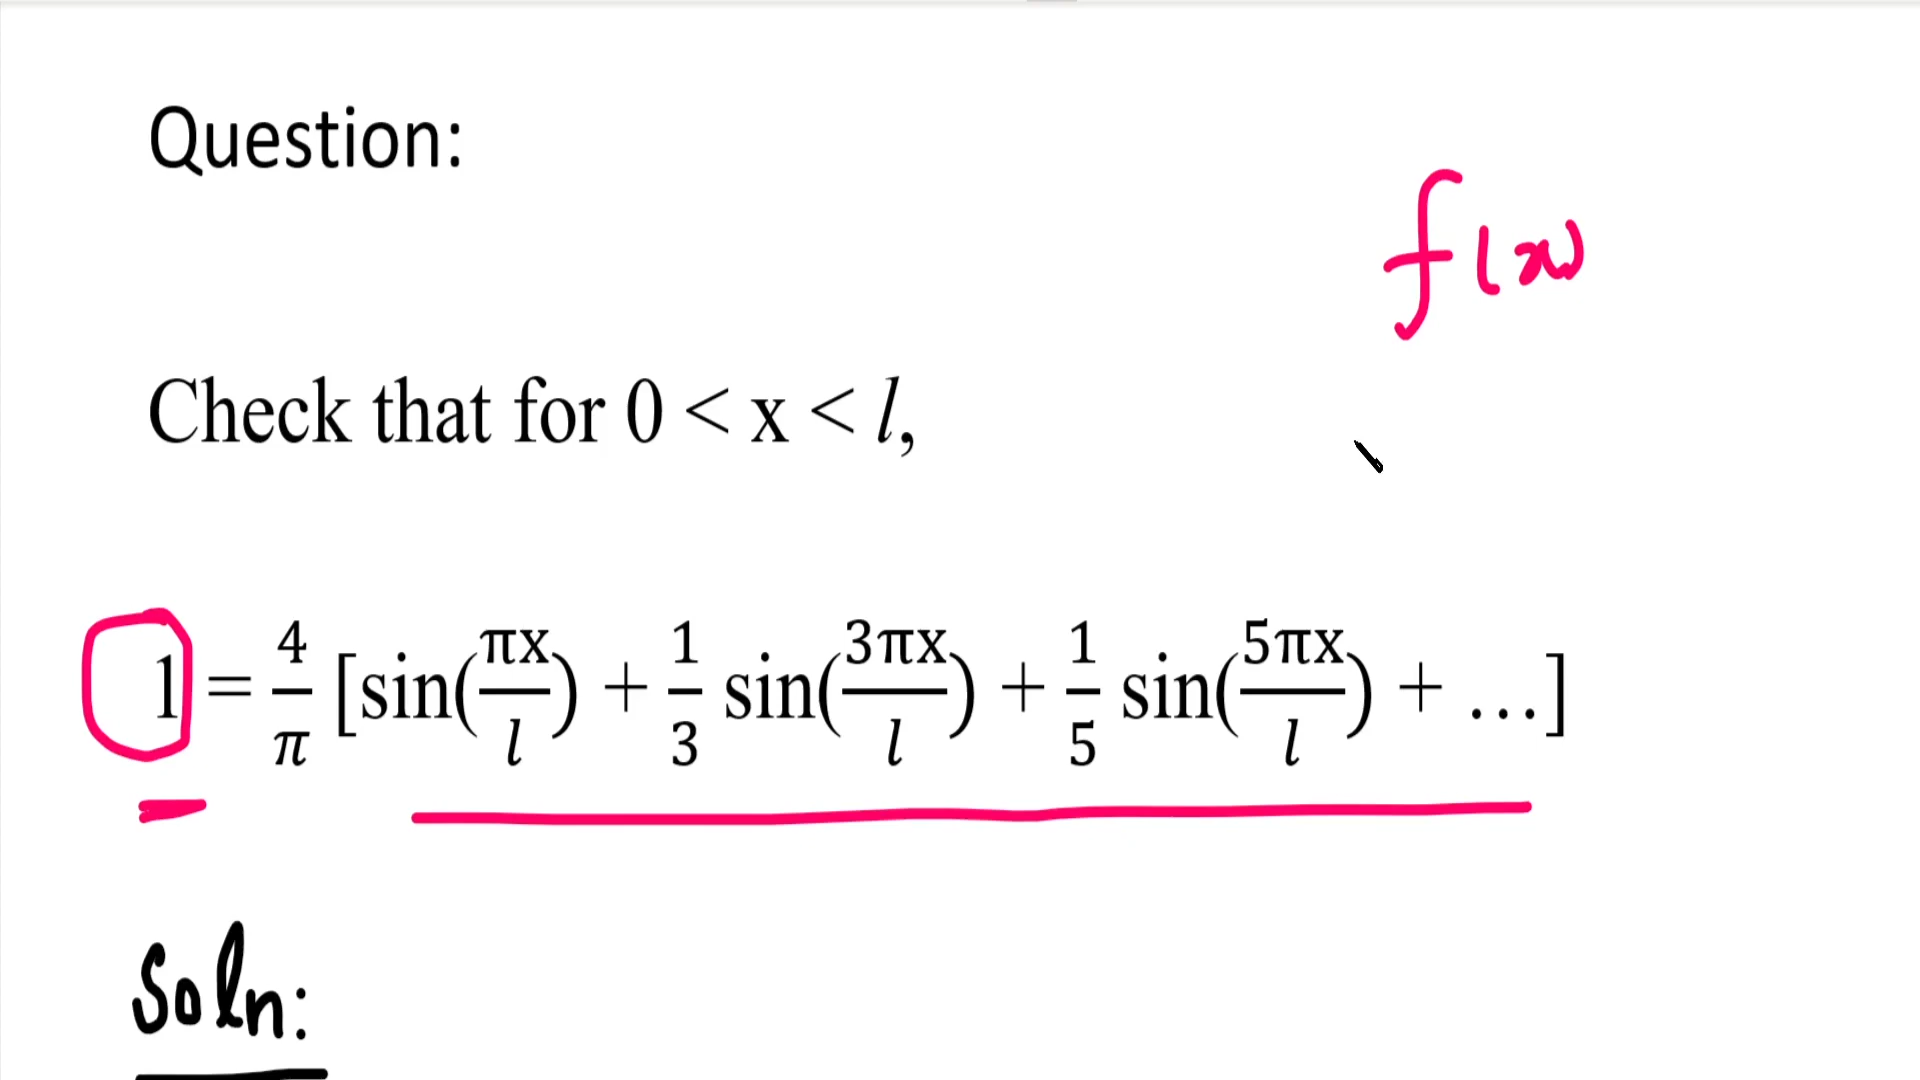 Question:
f(x)
Check that for 0 < x < l,
1 = 4/π [sin(πx/l) + 1/3 sin(3πx/l) + 1/5 sin(5πx/l) + ...]
Soln: